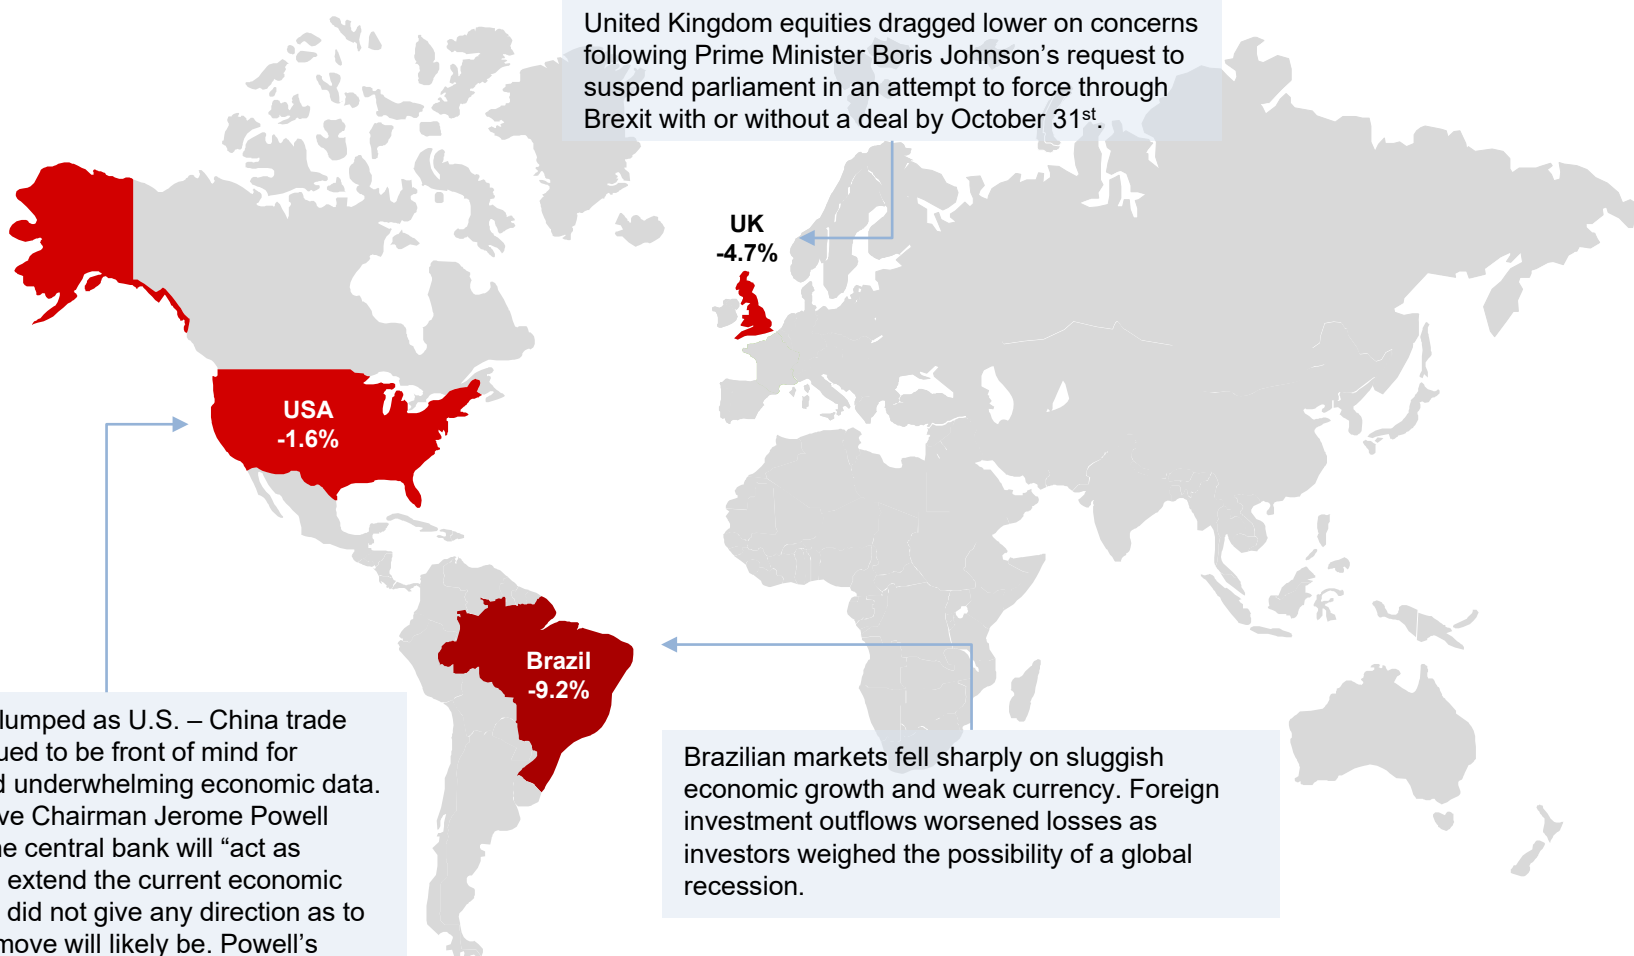 United Kingdom equities dragged lower on concerns
following Prime Minister Boris Johnson’s request to
suspend parliament in an attempt to force through
Brexit with or without a deal by October 31st.
UK
-4.7%
USA
-1.6%
Brazil
-9.2%
lumped as U.S. – China trade
ued to be front of mind for
d underwhelming economic data.
ve Chairman Jerome Powell
ne central bank will “act as
extend the current economic
did not give any direction as to
move will likely be. Powell’s
Brazilian markets fell sharply on sluggish
economic growth and weak currency. Foreign
investment outflows worsened losses as
investors weighed the possibility of a global
recession.